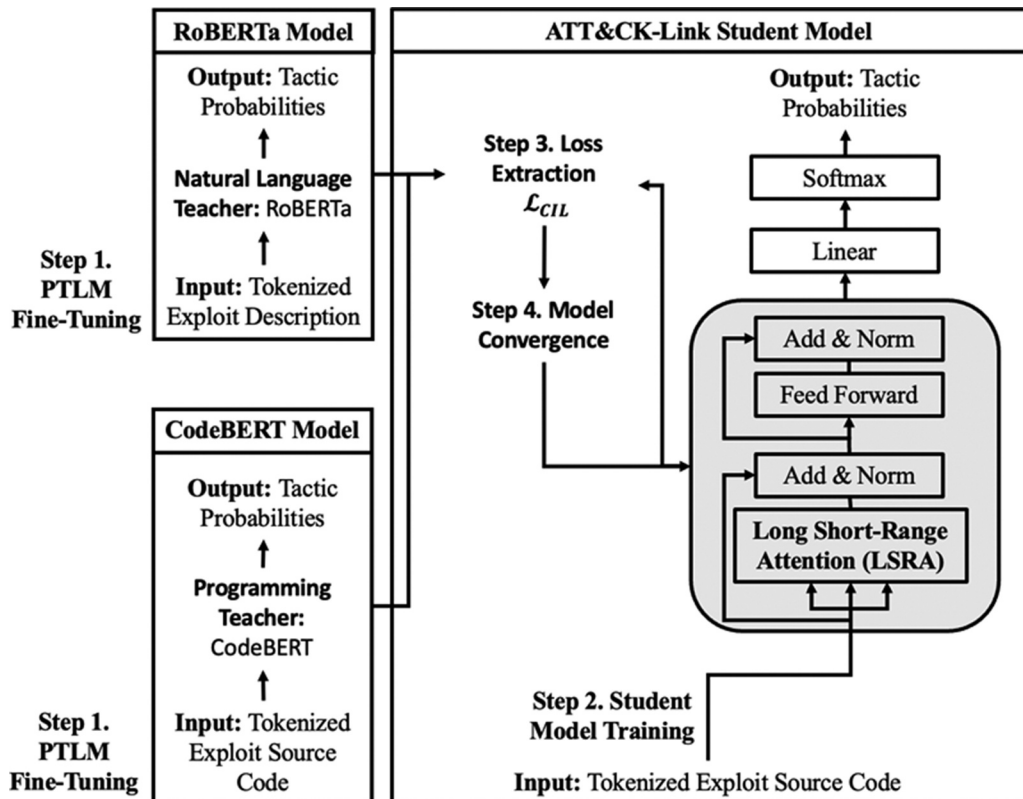 RoBERTa Model
Output: Tactic
Probabilities
Natural Language
Teacher: RoBERTa
Input: Tokenized
Exploit Description
Step 1.
PTLM
Fine-Tuning
CodeBERT Model
Output: Tactic
Probabilities
Programming
Teacher:
CodeBERT
Input: Tokenized
Exploit Source
Code
Step 1.
PTLM
Fine-Tuning
ATT&CK-Link Student Model
Step 3. Loss
Extraction
ℒCIL
Step 4. Model
Convergence
Output: Tactic
Probabilities
Softmax
Linear
Add & Norm
Feed Forward
Add & Norm
Long Short-Range
Attention (LSRA)
Step 2. Student
Model Training
Input: Tokenized Exploit Source Code